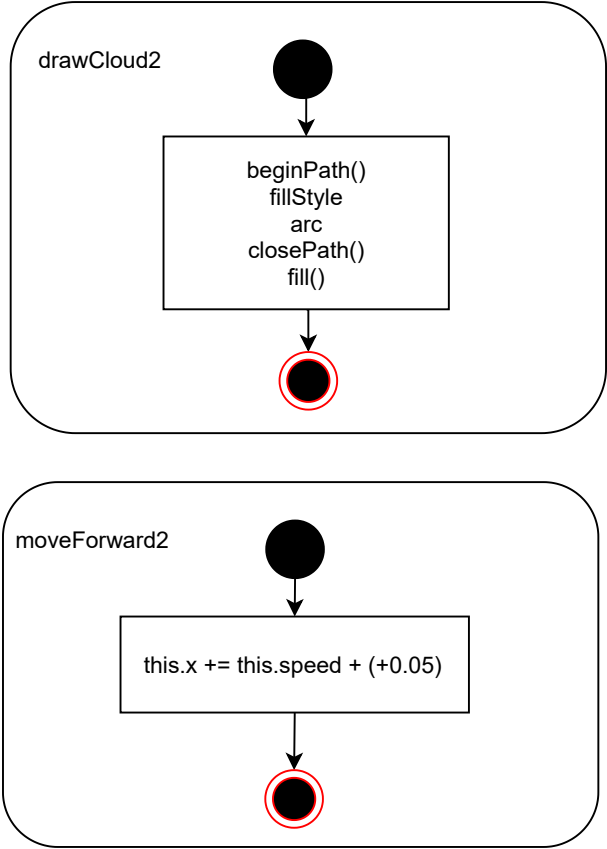 drawCloud2
beginPath()
fillStyle
arc
closePath()
fill()
moveForward2
this.x += this.speed + (+0.05)